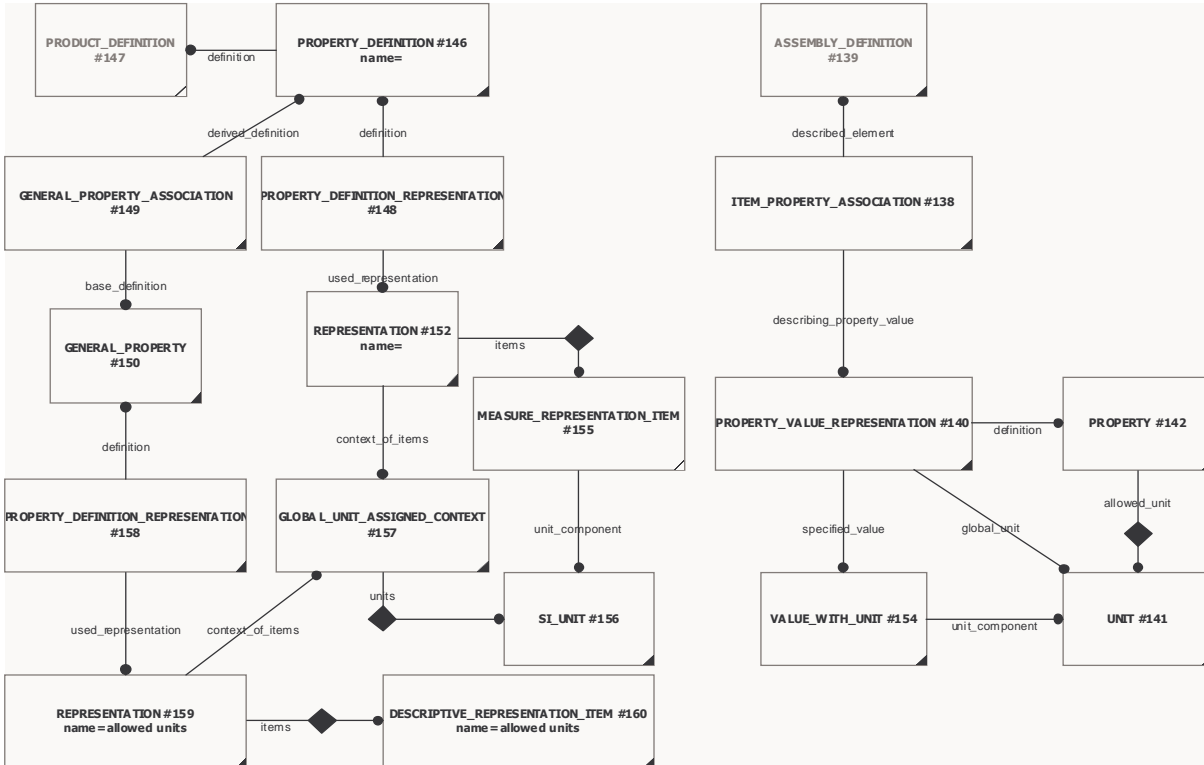 PRODUCT_DEFINITION
#147
definition
PROPERTY_DEFINITION #146
name=
ASSEMBLY_DEFINITION
#139
derived_definition
definition
described_element
GENERAL_PROPERTY_ASSOCIATION
#149
PROPERTY_DEFINITION_REPRESENTATION
#148
ITEM_PROPERTY_ASSOCIATION #138
base_definition
used_representation
GENERAL_PROPERTY
#150
REPRESENTATION #152
name=
items
describing_property_value
MEASURE_REPRESENTATION_ITEM
#155
PROPERTY_VALUE_REPRESENTATION #140
definition
PROPERTY #142
definition
context_of_items
PROPERTY_DEFINITION_REPRESENTATION
#158
GLOBAL_UNIT_ASSIGNED_CONTEXT
#157
unit_component
specified_value
global_unit
allowed_unit
units
used_representation
context_of_items
SI_UNIT #156
VALUE_WITH_UNIT #154
unit_component
UNIT #141
REPRESENTATION #159
name=allowed units
items
DESCRIPTIVE_REPRESENTATION_ITEM #160
name=allowed units